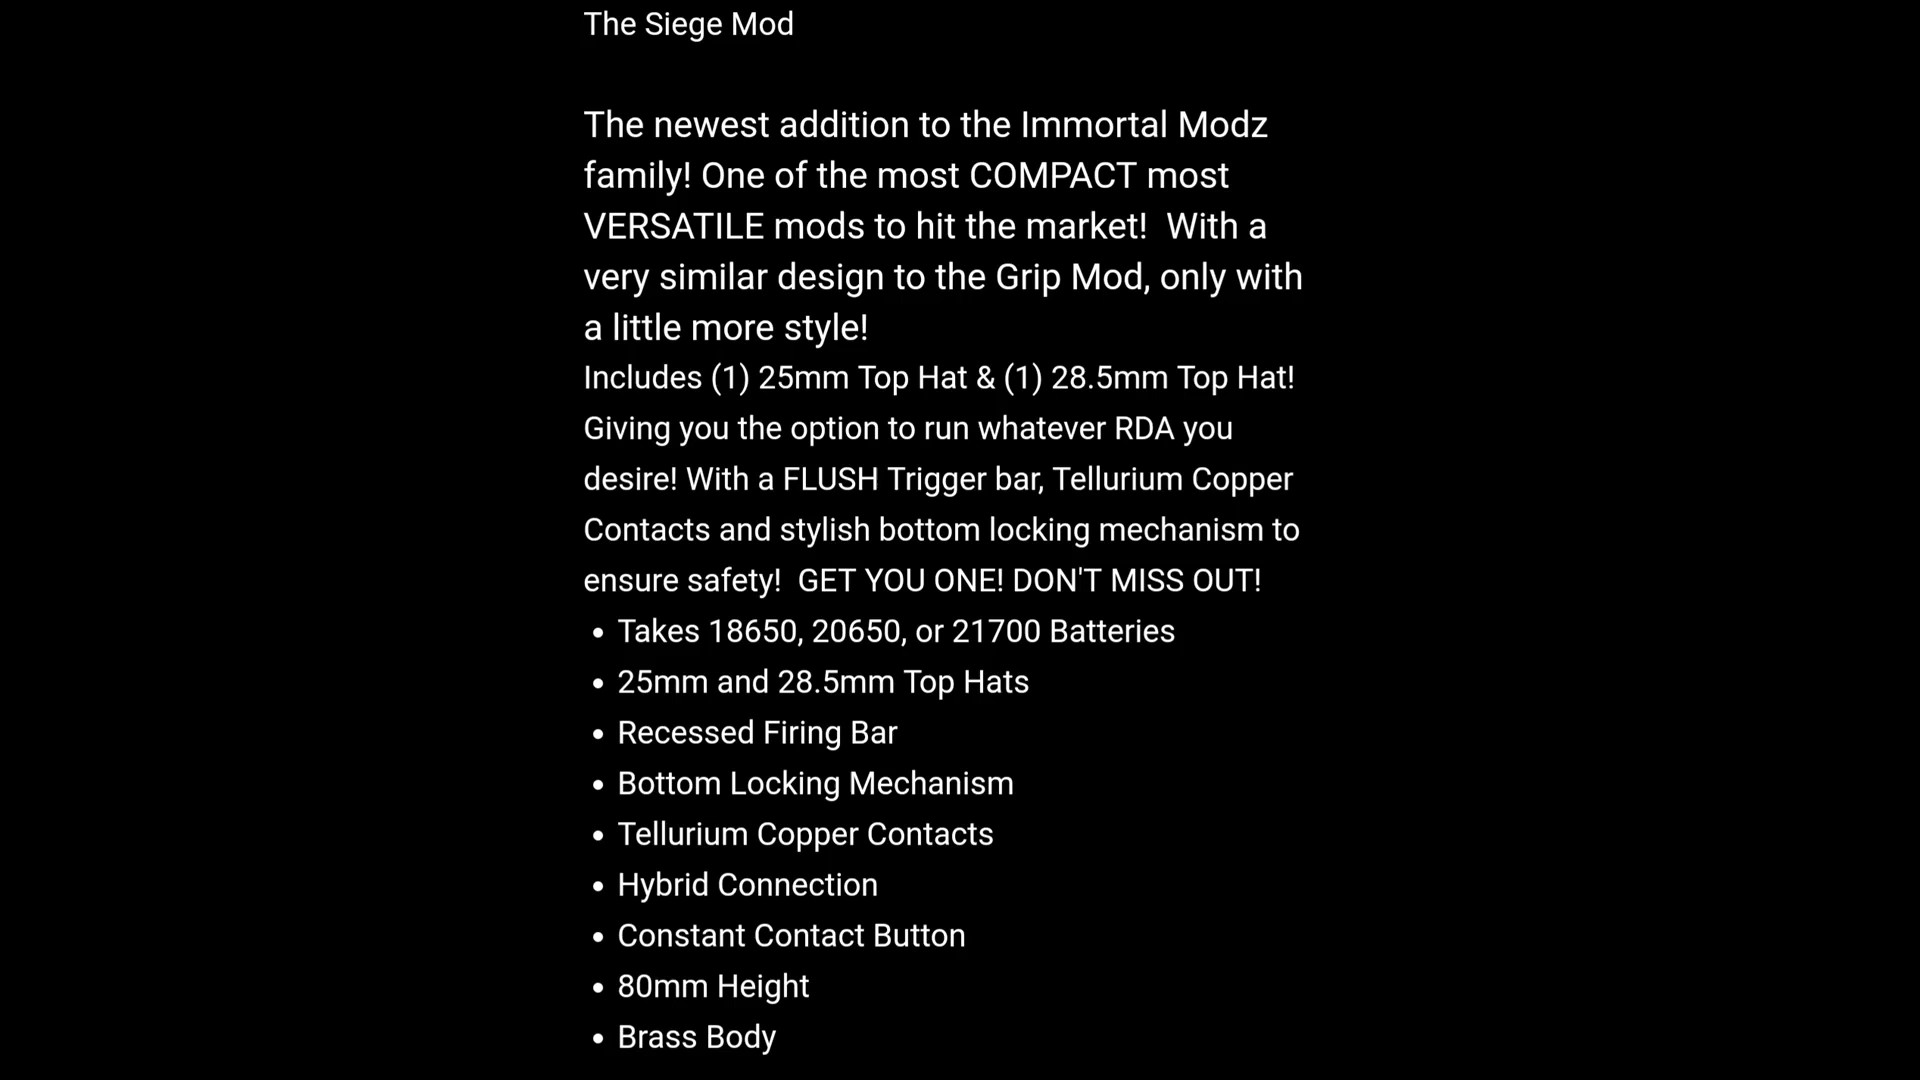 The Siege Mod
The newest addition to the Immortal Modz
family! One of the most COMPACT most
VERSATILE mods to hit the market!  With a
very similar design to the Grip Mod, only with
a little more style!
Includes (1) 25mm Top Hat & (1) 28.5mm Top Hat!
Giving you the option to run whatever RDA you
desire! With a FLUSH Trigger bar, Tellurium Copper
Contacts and stylish bottom locking mechanism to
ensure safety!  GET YOU ONE! DON'T MISS OUT!
• Takes 18650, 20650, or 21700 Batteries
• 25mm and 28.5mm Top Hats
• Recessed Firing Bar
• Bottom Locking Mechanism
• Tellurium Copper Contacts
• Hybrid Connection
• Constant Contact Button
• 80mm Height
• Brass Body